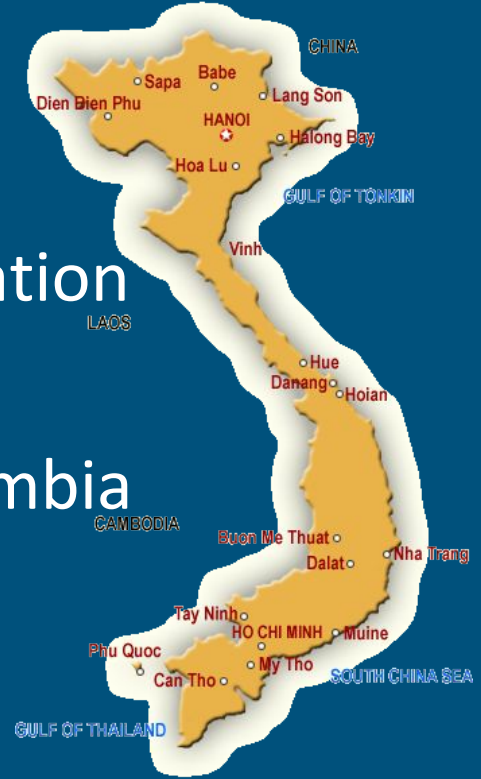 CHINA
Babe
Sapa
Lang Son
Dien Bien Phu
HANOI
Halong Bay
Hoa Lu
GULF OF TONKIN
Vinh
ation
LAOS
Hue
Danang
Hoian
mbia
CAMBODIA
Buon Me Thuat
Nha Trang
Dalat
Tay Ninh
HO CHI MINH
Muine
Phu Quoc
My Tho
Can Tho
SOUTH CHINA SEA
GULF OF THAILAND